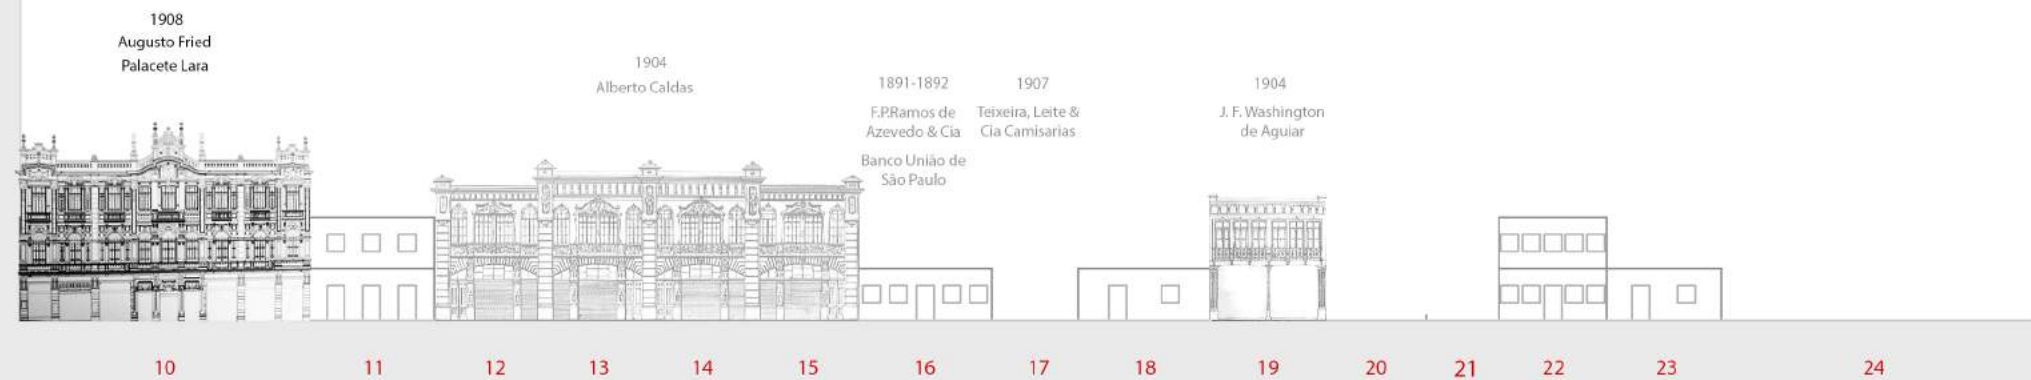 1908
Augusto Fried
Palacete Lara
1904
Alberto Caldas
1891-1892
F.P.Ramos de
Azevedo & Cia
Banco União de
São Paulo
1907
Teixeira, Leite &
Cia Camisarias
1904
J. F. Washington
de Aguiar
10 11 12 13 14 15 16 17 18 19 20 21 22 23 24